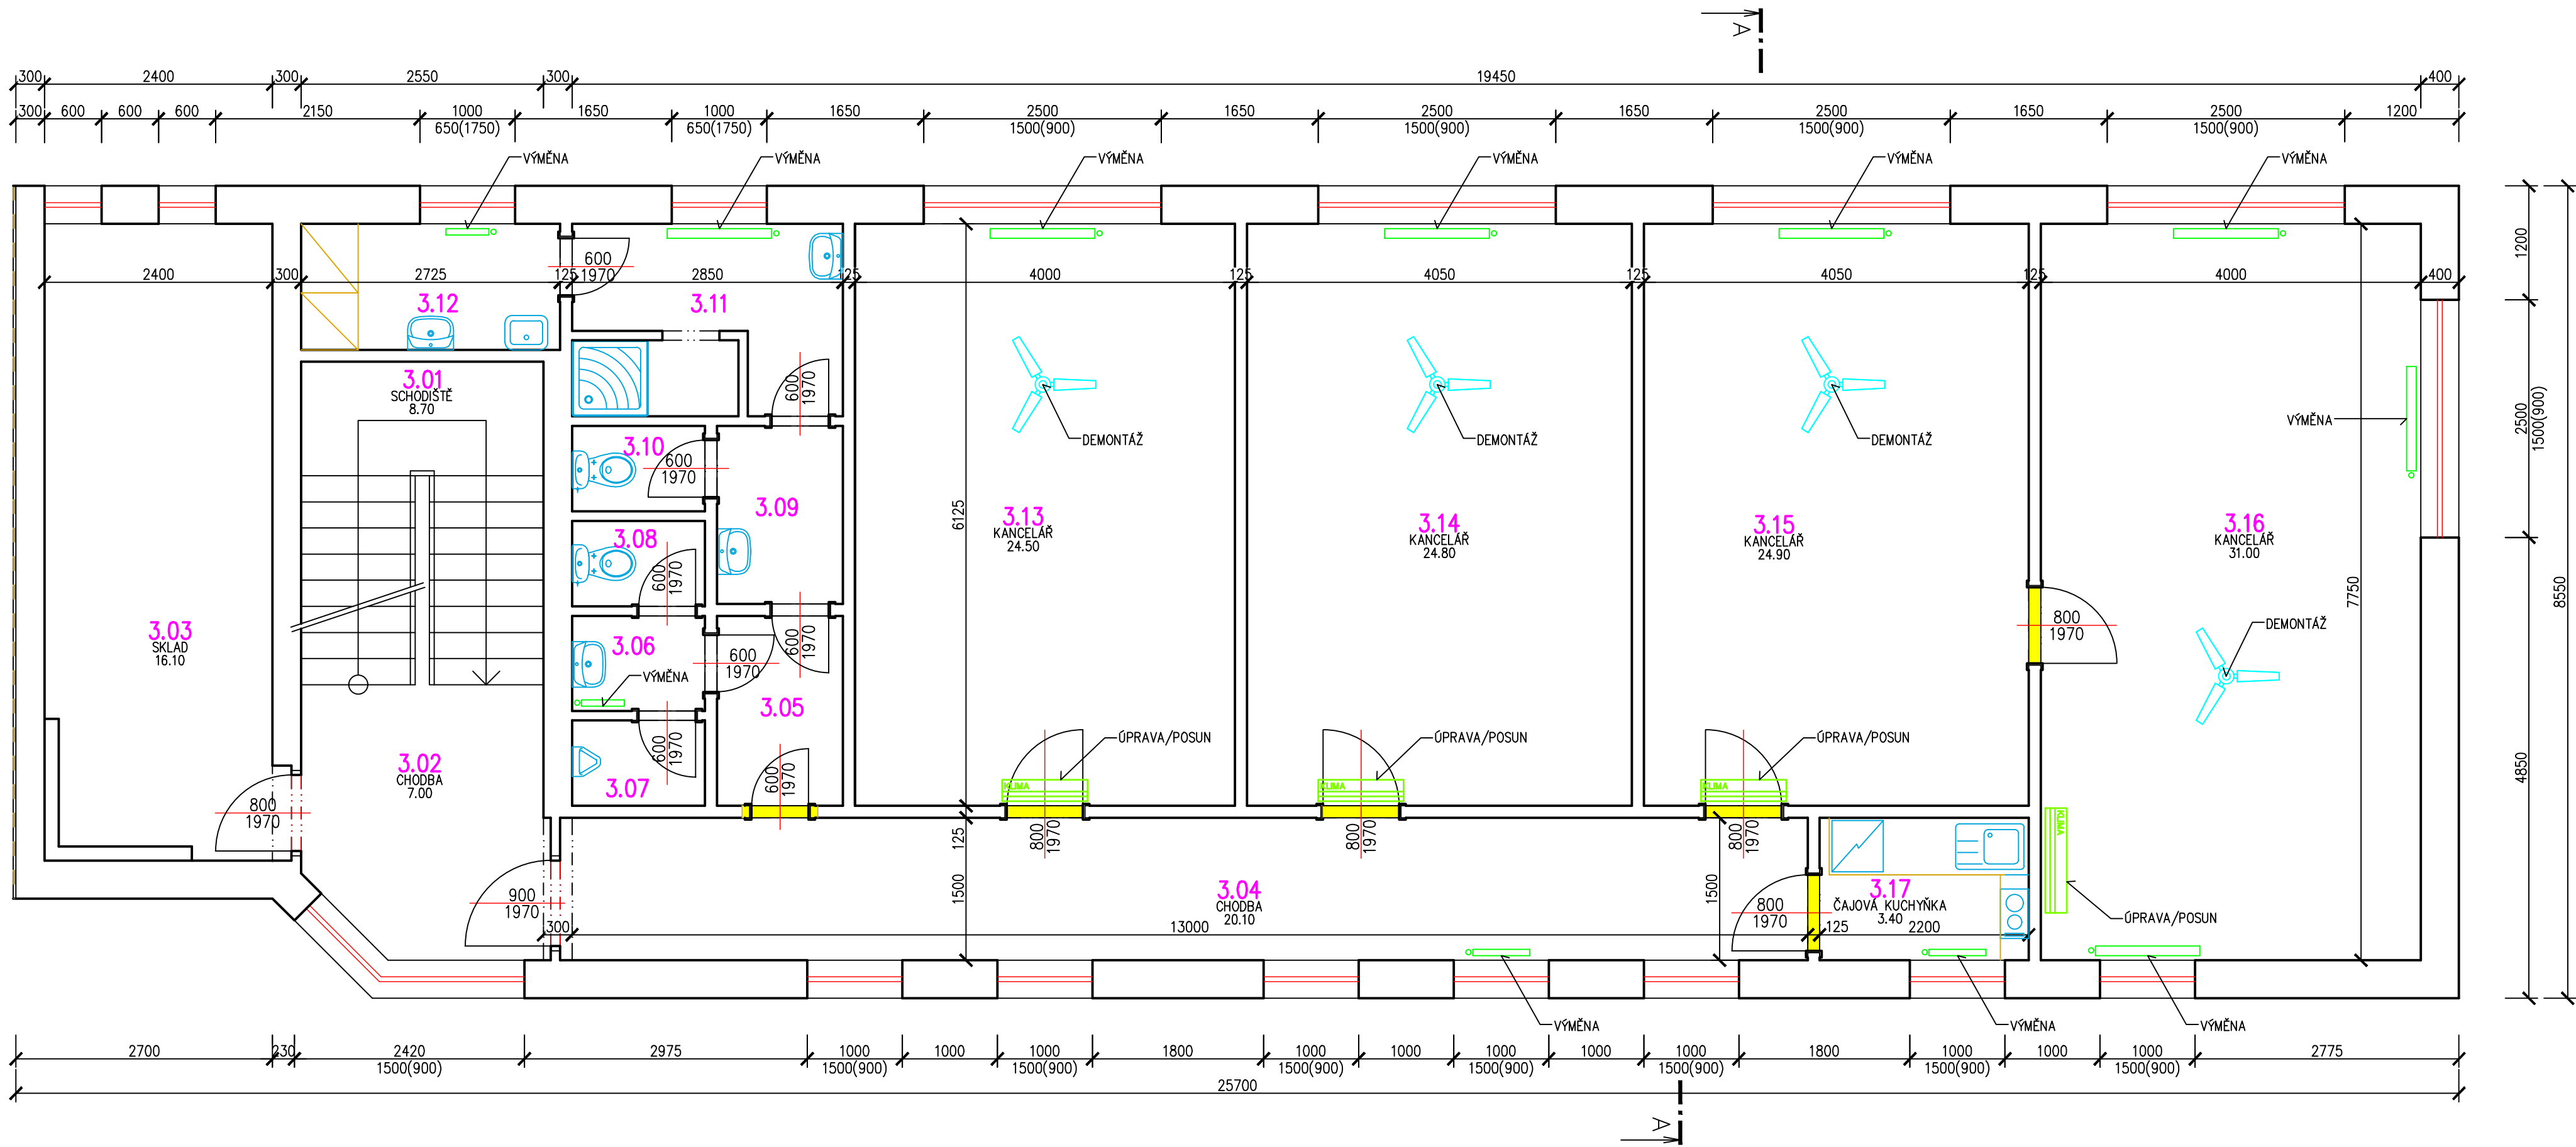 A
300 2400 300 2550 300 19450 400
300 600 600 600 2150 1000 1650 1000 1650 2500 1650 2500 1650 2500 1650 2500 1200
650(1750) 650(1750) 1500(900) 1500(900) 1500(900) 1500(900)
VÝMĚNA VÝMĚNA VÝMĚNA VÝMĚNA VÝMĚNA VÝMĚNA
600
1970
2400 300 2725 125 2850 125 4000 125 4050 125 4050 125 4000 400
3.12 3.11
1200
2500
1500(900)
4850
8550
VÝMĚNA
3.01
SCHODIŠTĚ
8.70
600
1970
DEMONTÁŽ DEMONTÁŽ DEMONTÁŽ
3.10
600
1970
3.09
3.08
600
1970
6125
3.13
KANCELÁŘ
24.50
3.14
KANCELÁŘ
24.80
3.15
KANCELÁŘ
24.90
3.16
KANCELÁŘ
31.00
7750
800
1970
DEMONTÁŽ
3.03
SKLAD
16.10
3.06
VÝMĚNA
600
1970
600
1970
3.05
600
1970
3.07
600
1970
3.02
CHODBA
7.00
ÚPRAVA/POSUN ÚPRAVA/POSUN ÚPRAVA/POSUN
KLIMA KLIMA KLIMA
KLIMA
800
1970
900
1970
125
1500
800
1970
800
1970
800
1970
1500
3.04
CHODBA
20.10
800
1970
3.17
ČAJOVÁ KUCHYŇKA
3.40
ÚPRAVA/POSUN
300 13000 125 2200
VÝMĚNA VÝMĚNA VÝMĚNA
2700 230 2420 2975 1000 1000 1000 1800 1000 1000 1000 1000 1000 1800 1000 1000 1000 2775
1500(900) 1500(900) 1500(900) 1500(900) 1500(900) 1500(900) 1500(900) 1500(900)
25700
A